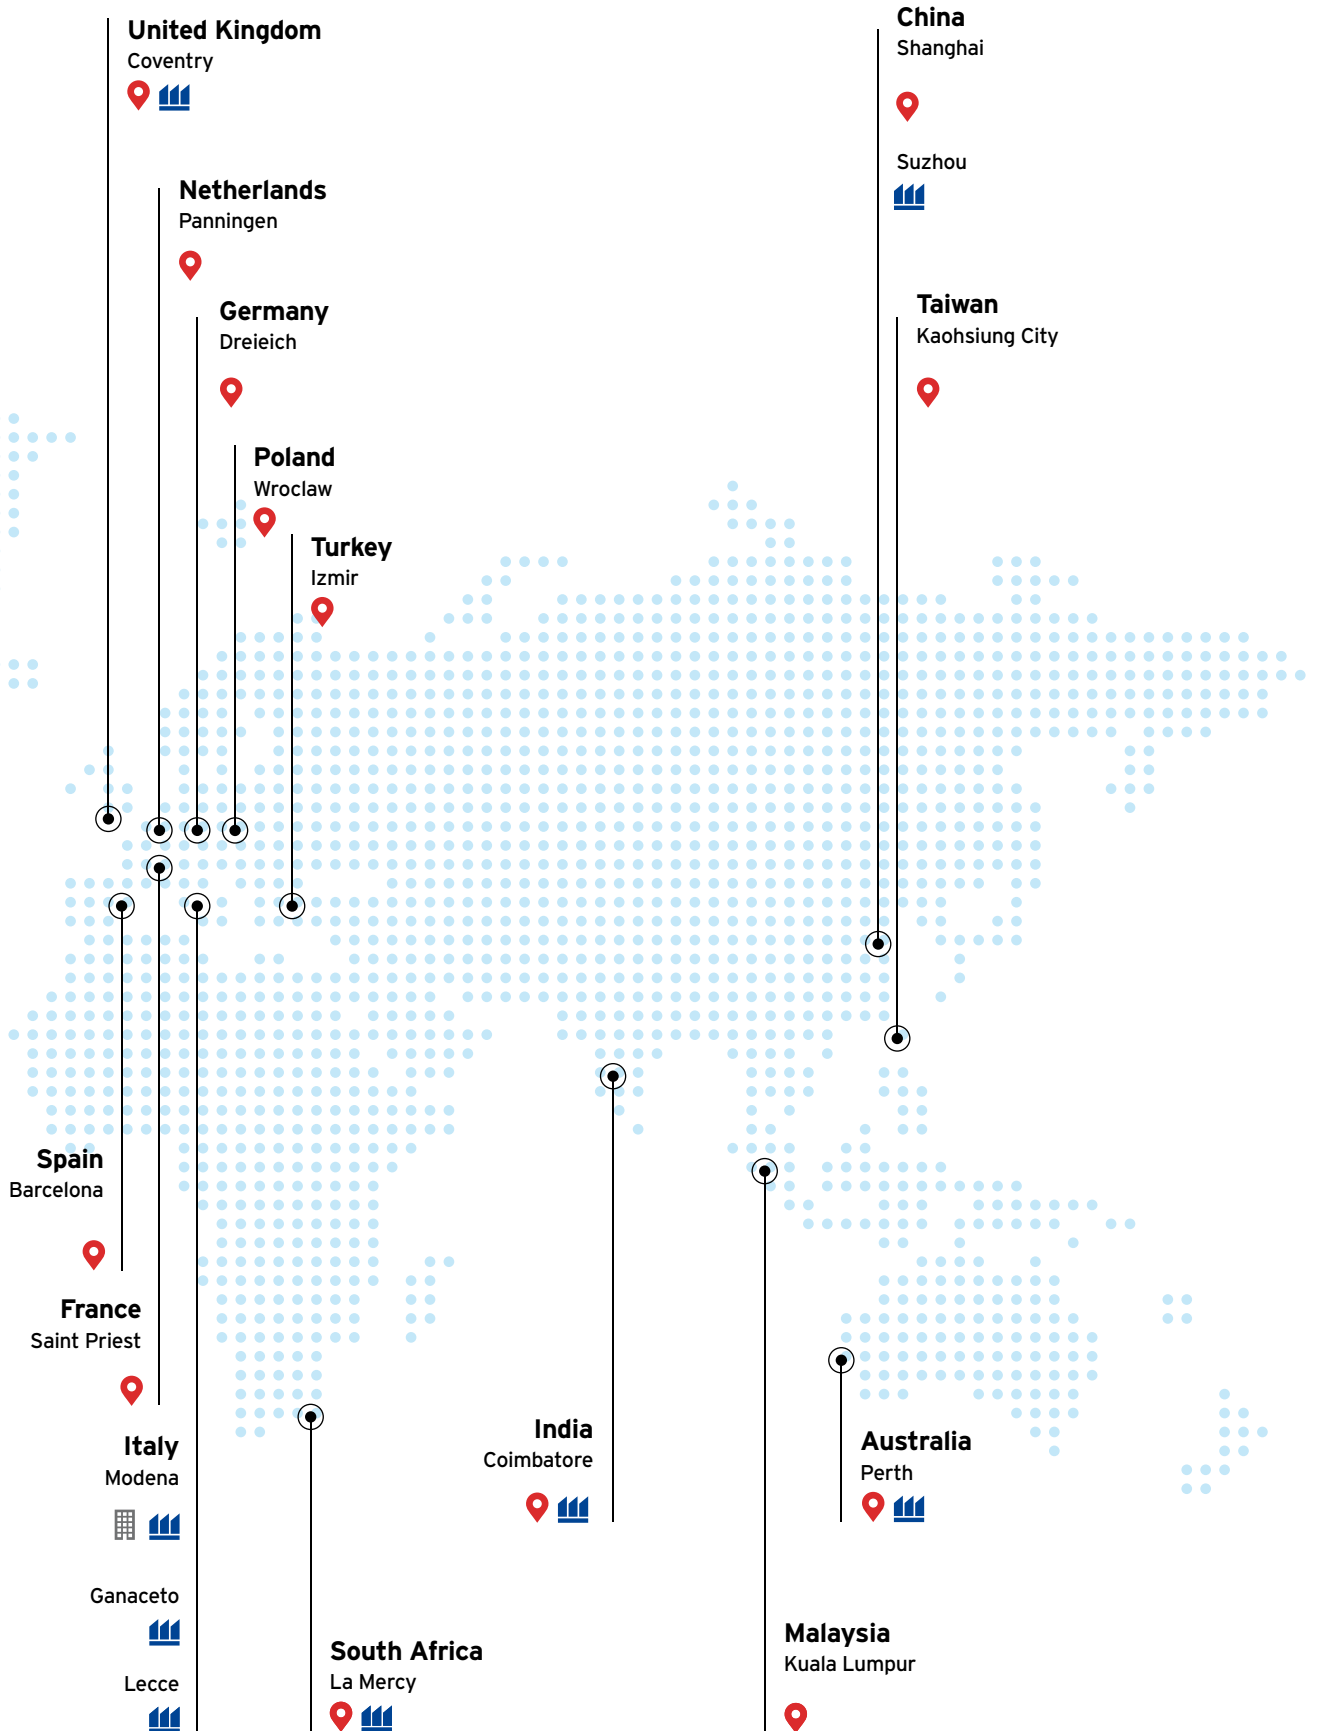 United Kingdom
Coventry
Netherlands
Panningen
Germany
Dreieich
Poland
Wroclaw
Turkey
Izmir
China
Shanghai
Suzhou
Taiwan
Kaohsiung City
Spain
Barcelona
France
Saint Priest
Italy
Modena
Ganaceto
Lecce
South Africa
La Mercy
India
Coimbatore
Malaysia
Kuala Lumpur
Australia
Perth